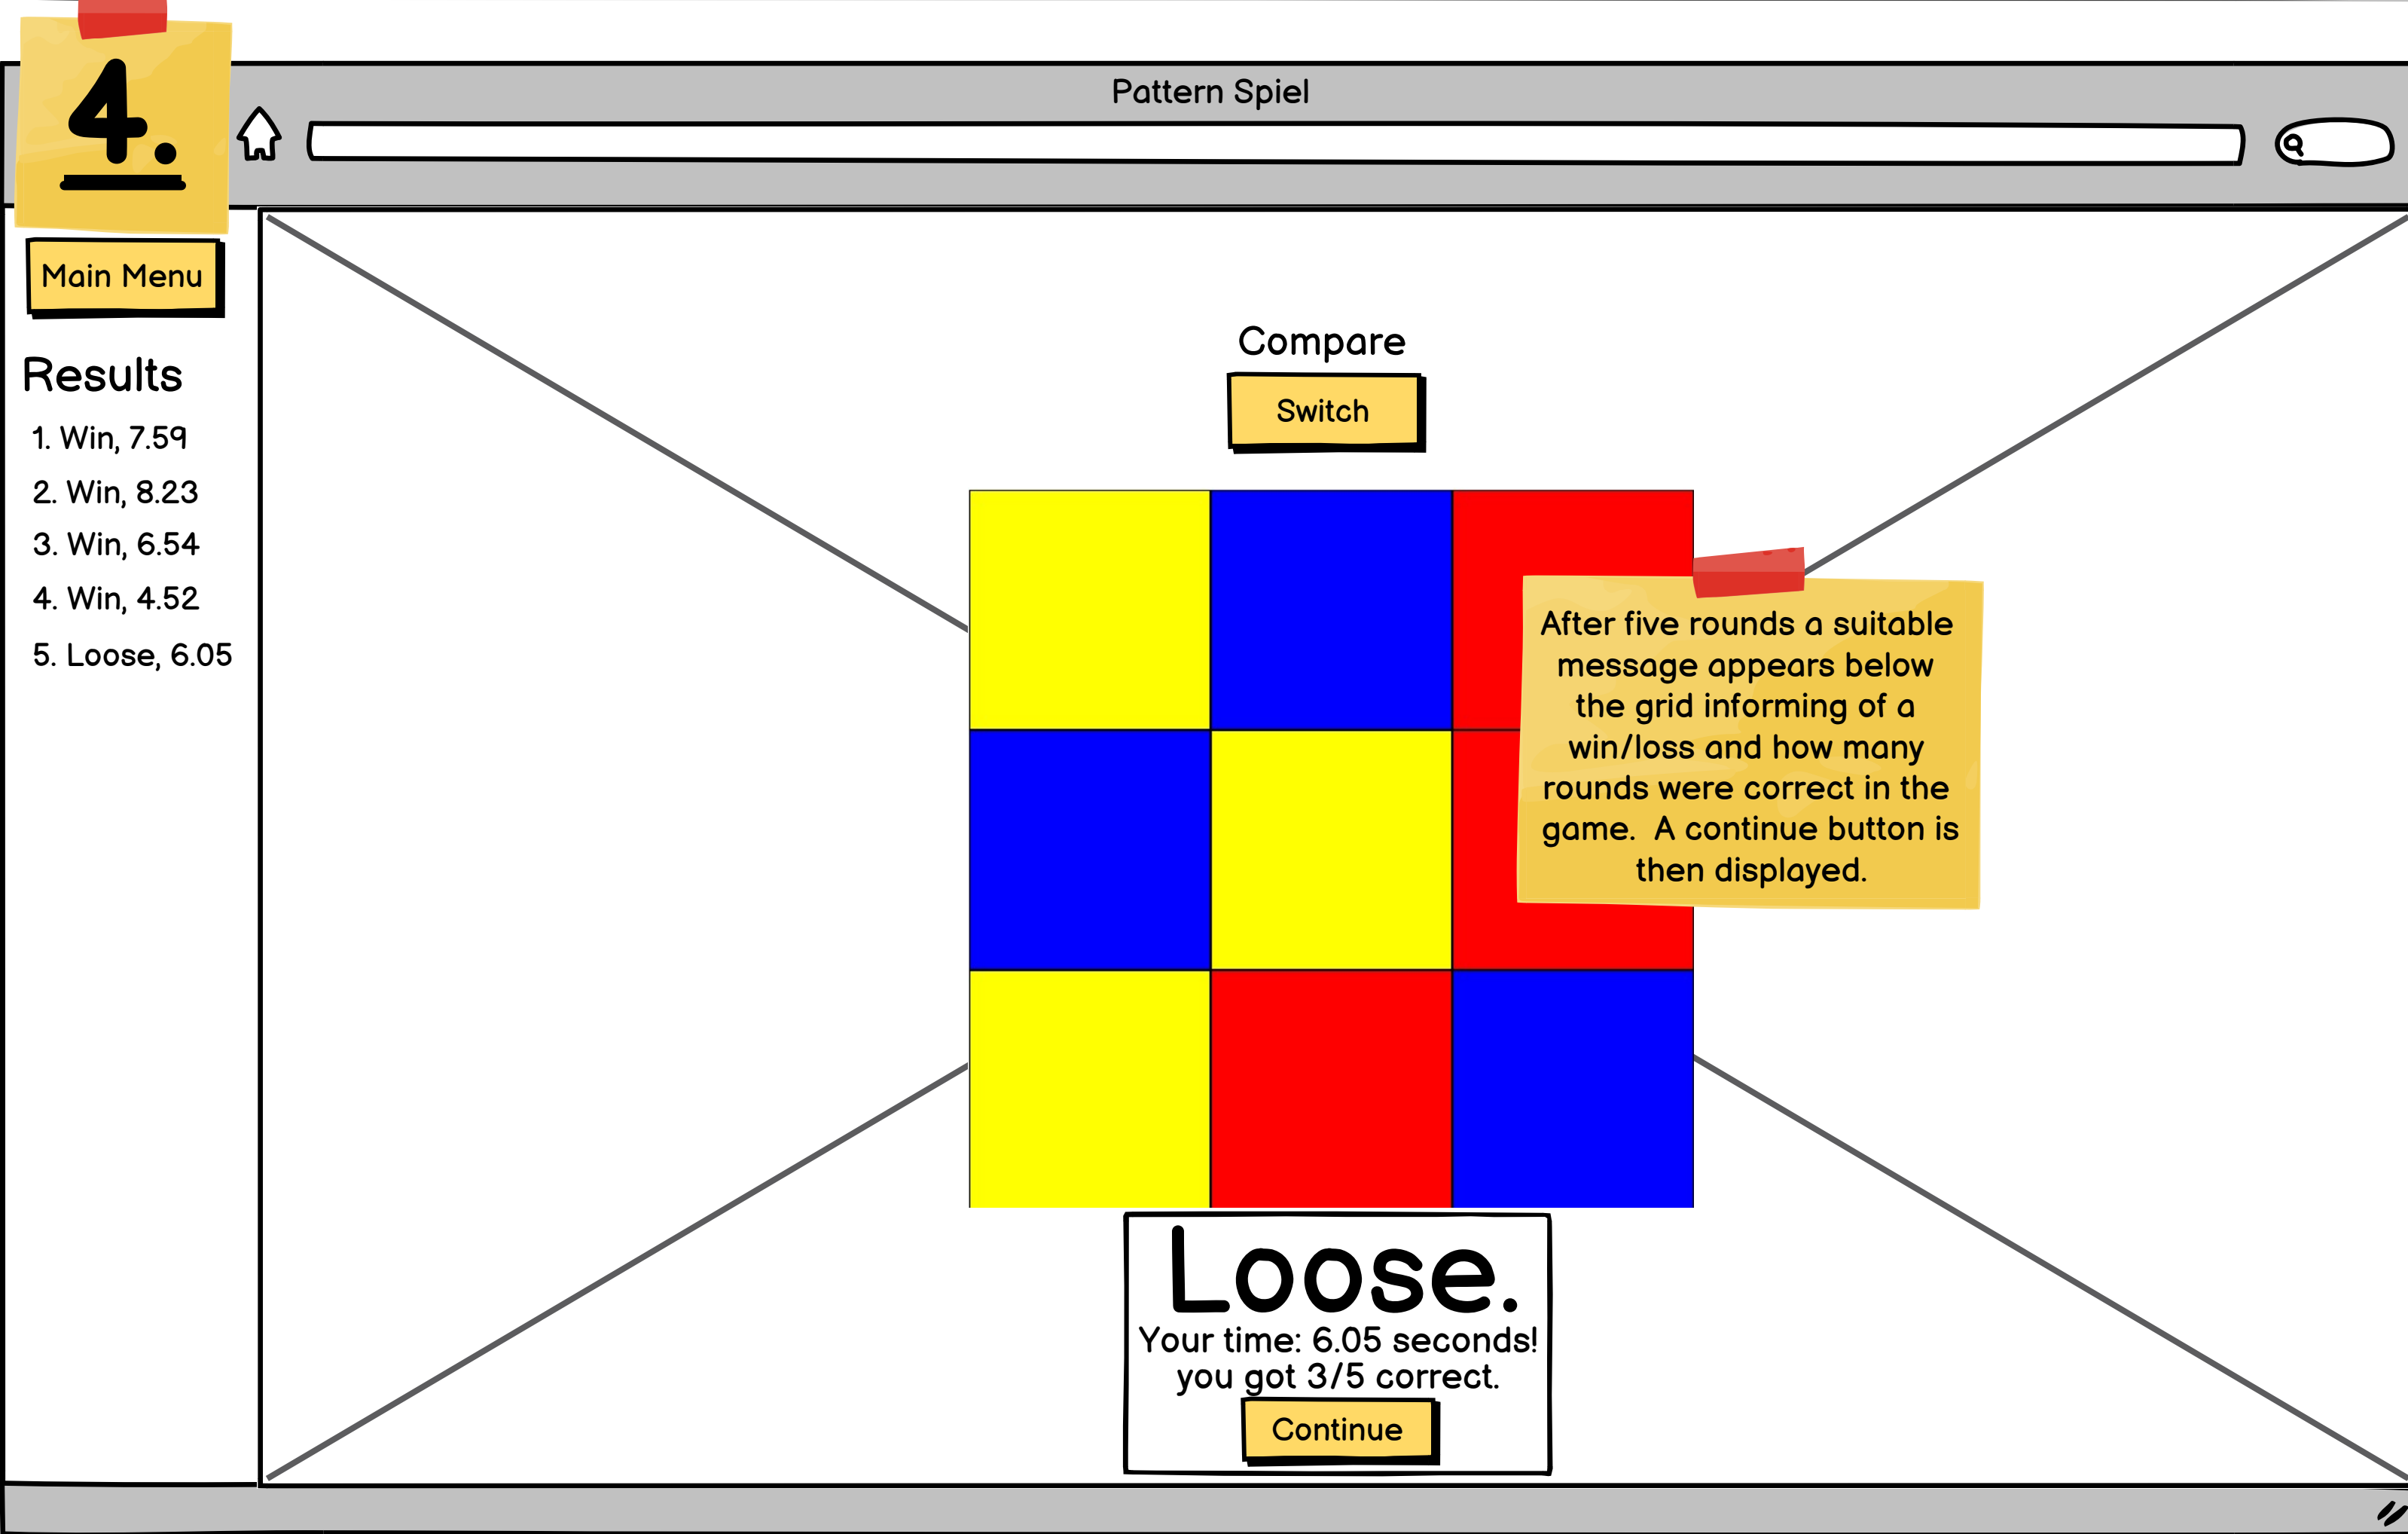 4.
Pattern Spiel
Main Menu
Results
1. Win, 7.59
2. Win, 8.23
3. Win, 6.54
4. Win, 4.52
5. Loose, 6.05
Compare
Switch
After five rounds a suitable
message appears below
the grid informing of a
win/loss and how many
rounds were correct in the
game.  A continue button is
then displayed.
Loose.
Your time: 6.05 seconds!
you got 3/5 correct.
Continue